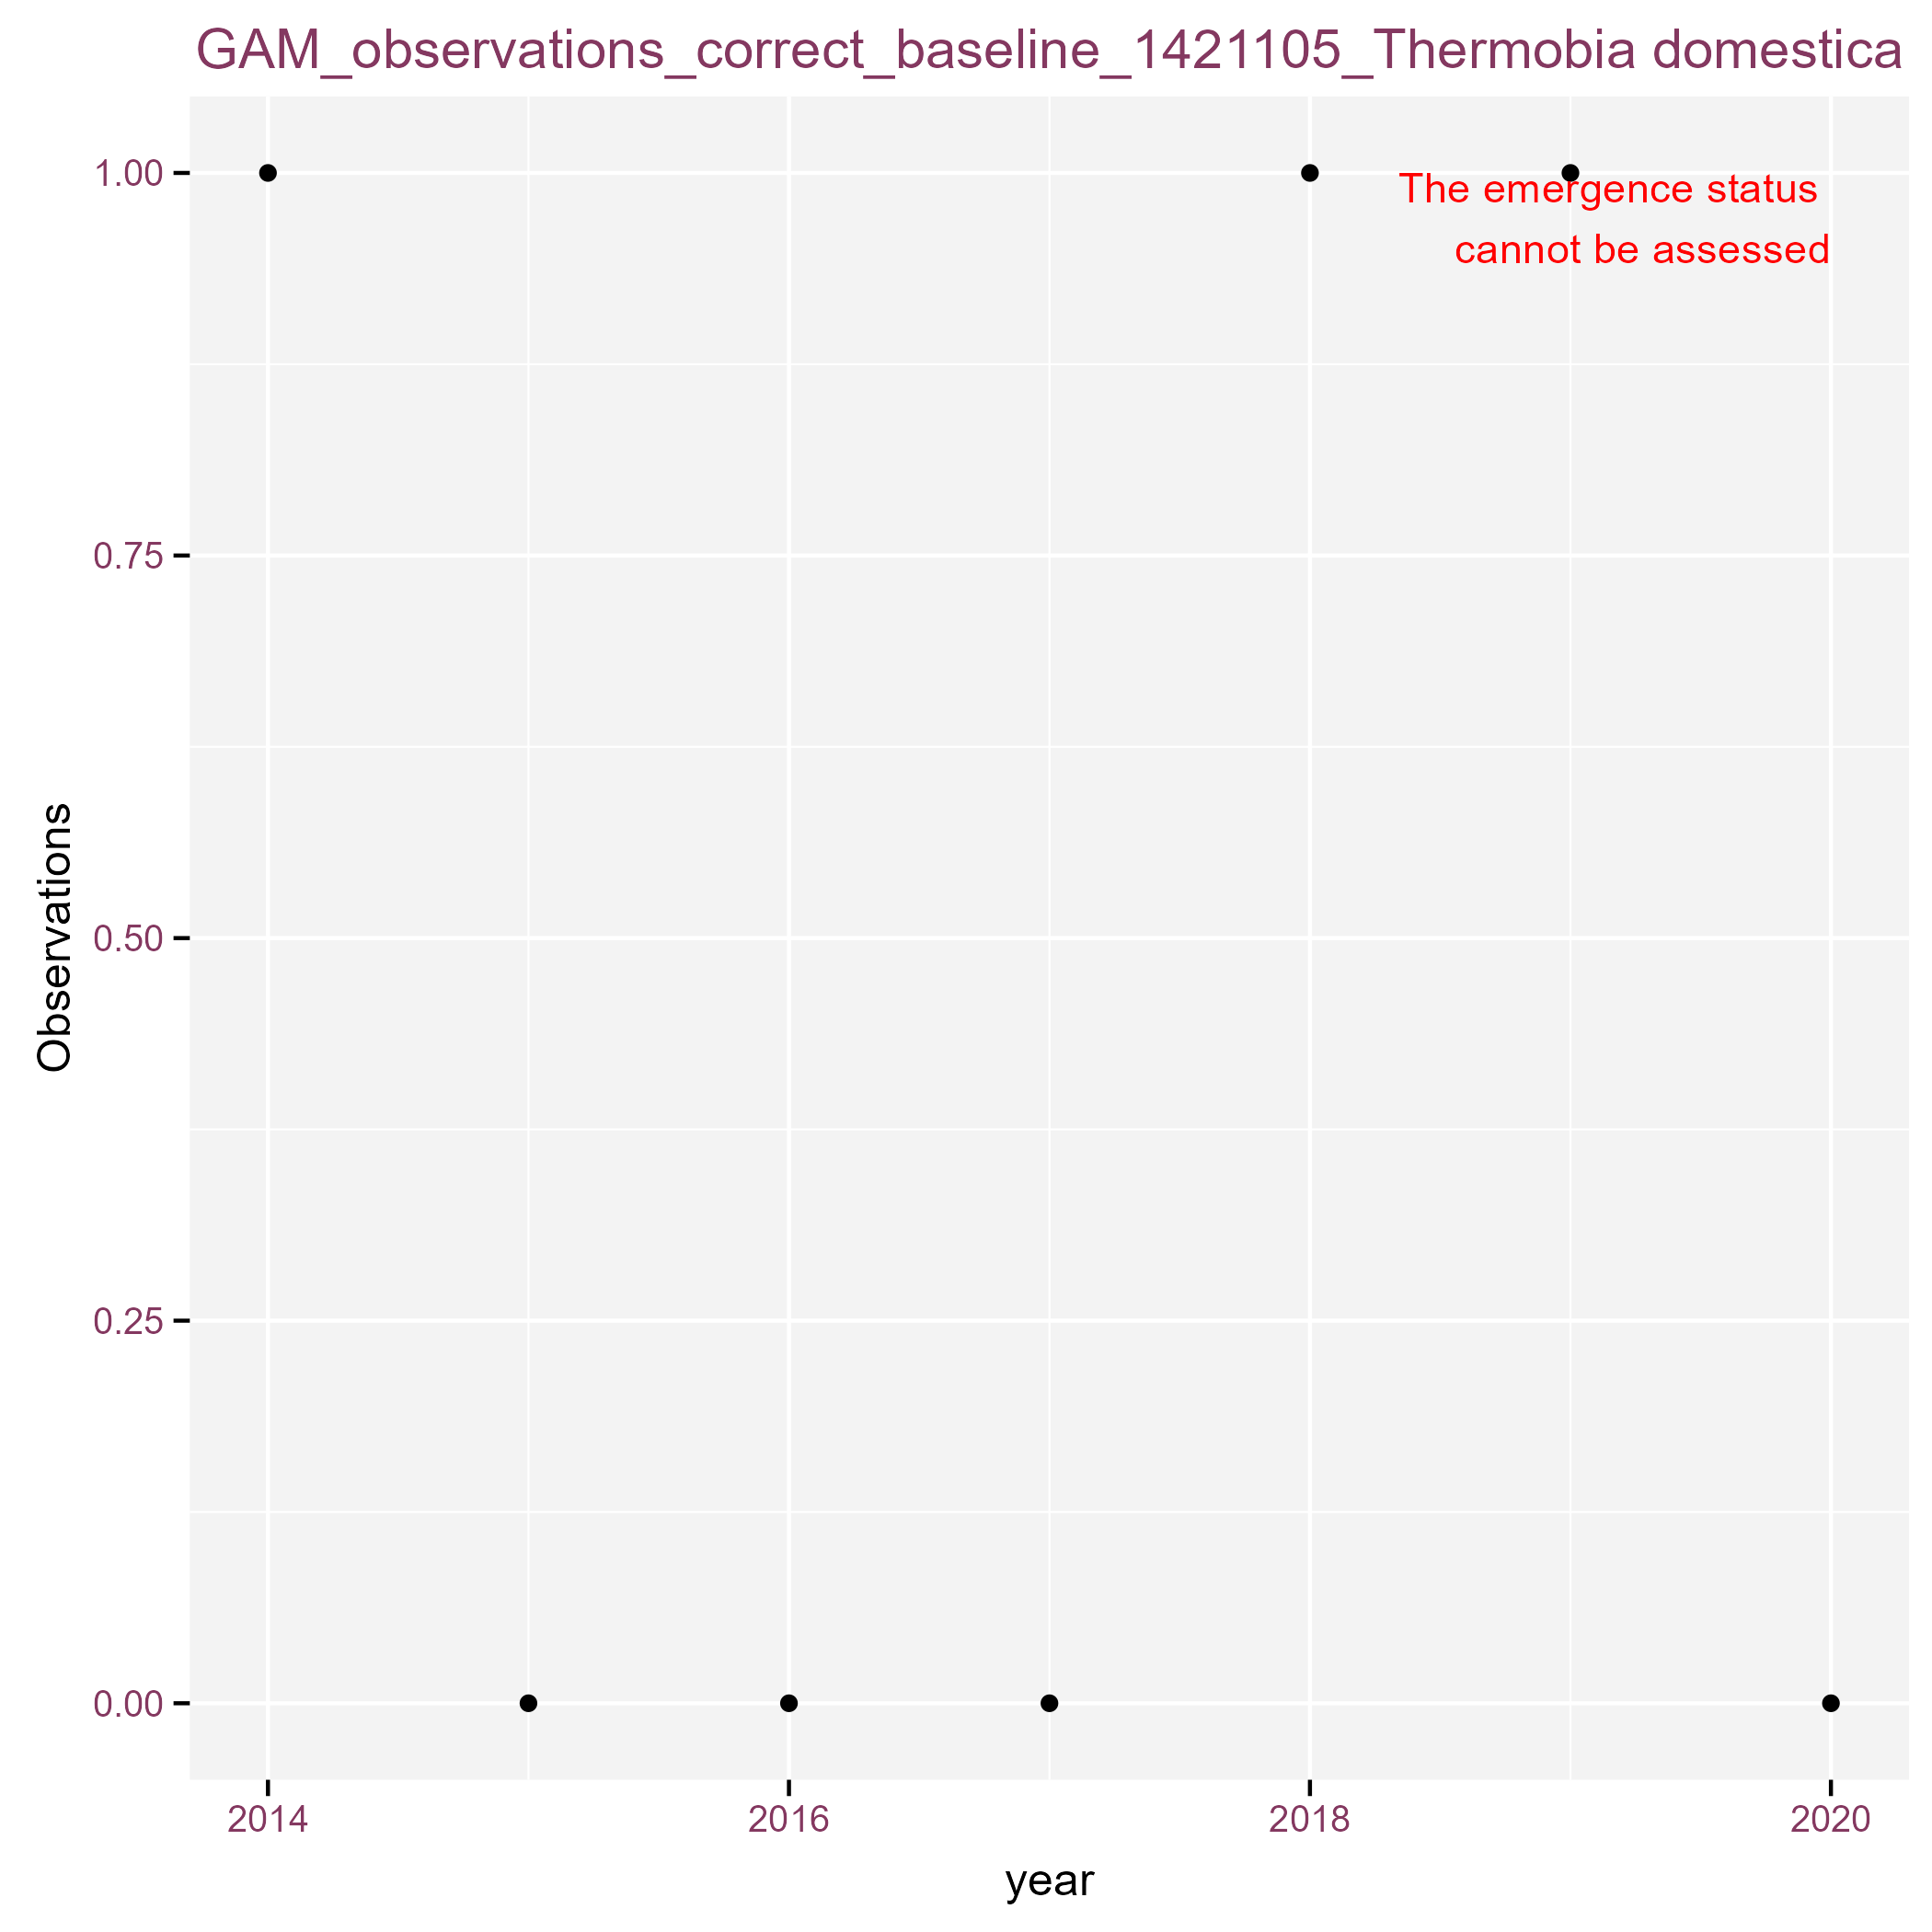 GAM_observations_correct_baseline_1421105_Thermobia domestica
1.00
The emergence status
cannot be assessed
0.75
0.50
0.25
0.00
Observations
2014 2016 2018 2020
year